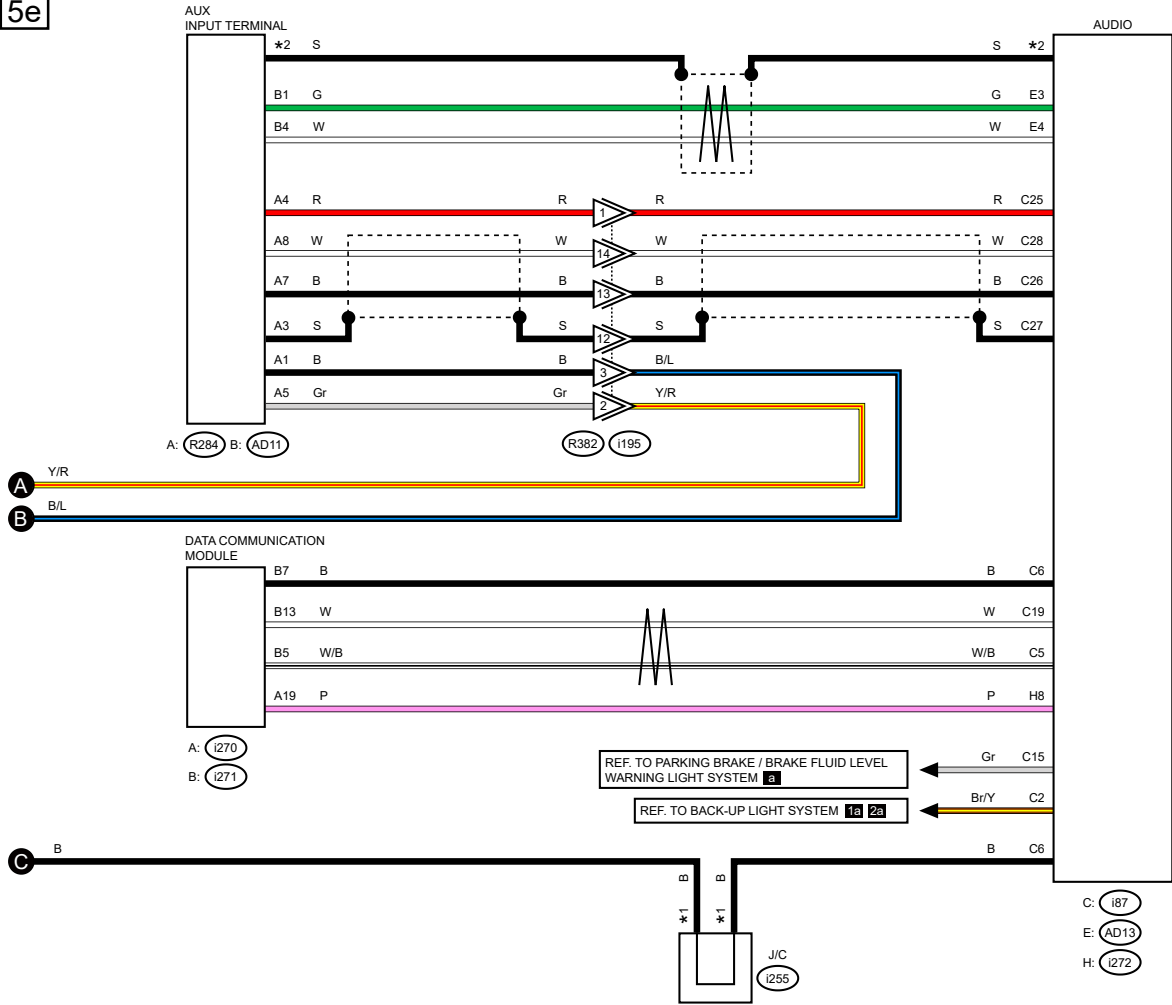 5e
AUX
INPUT TERMINAL
AUDIO
*2 S S *2
B1 G G E3
B4 W W E4
A4 R R 1 R R C25
A8 W W 14 W W C28
A7 B B 13 B B C26
A3 S S 12 S S C27
A1 B B 3 B/L
A5 Gr Gr 2 Y/R
A: R284 B: AD11
R382 i195
A Y/R
B B/L
DATA COMMUNICATION
MODULE
B7 B B C6
B13 W W C19
B5 W/B W/B C5
A19 P P H8
A: i270
B: i271
REF. TO PARKING BRAKE / BRAKE FLUID LEVEL
WARNING LIGHT SYSTEM a
Gr C15
REF. TO BACK-UP LIGHT SYSTEM 1a 2a
Br/Y C2
C B B C6
B B
*1 *1
J/C
i255
C: i87
E: AD13
H: i272